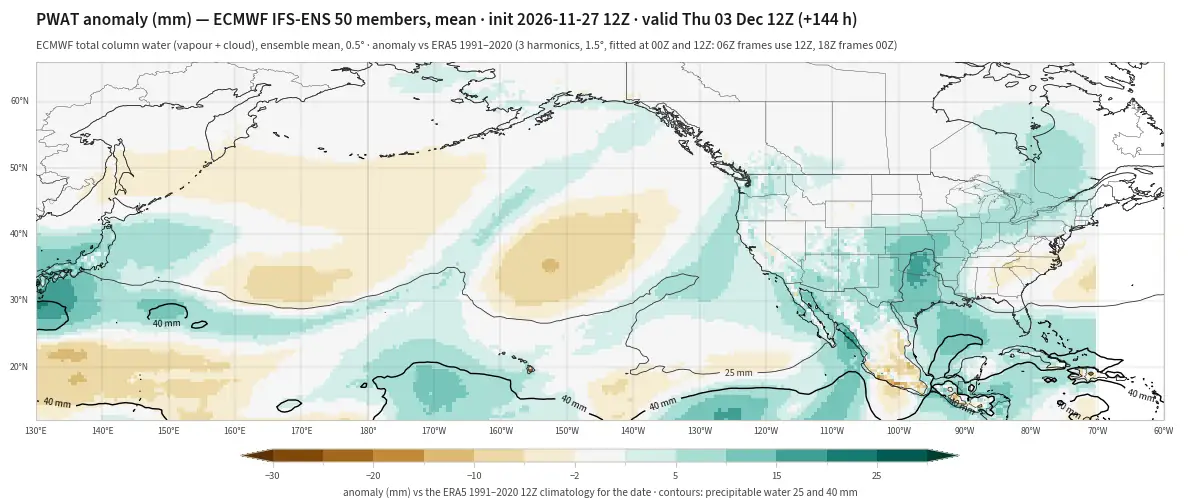 PWAT anomaly (mm) — ECMWF IFS-ENS 50 members, mean · init 2026-11-27 12Z · valid Thu 03 Dec 12Z (+144 h)
ECMWF total column water (vapour + cloud), ensemble mean, 0.5° · anomaly vs ERA5 1991–2020 (3 harmonics, 1.5°, fitted at 00Z and 12Z: 06Z frames use 12Z, 18Z frames 00Z)
60°N
50°N
40°N
30°N
20°N
40 mm
25 mm
40 mm
40 mm
40 mm
40 mm
40 mm
40 mm
130°E 140°E 150°E 160°E 170°E 180° 170°W 160°W 150°W 140°W 130°W 120°W 110°W 100°W 90°W 80°W 70°W 60°W
−30 −20 −10 −2 5 15 25
anomaly (mm) vs the ERA5 1991–2020 12Z climatology for the date · contours: precipitable water 25 and 40 mm